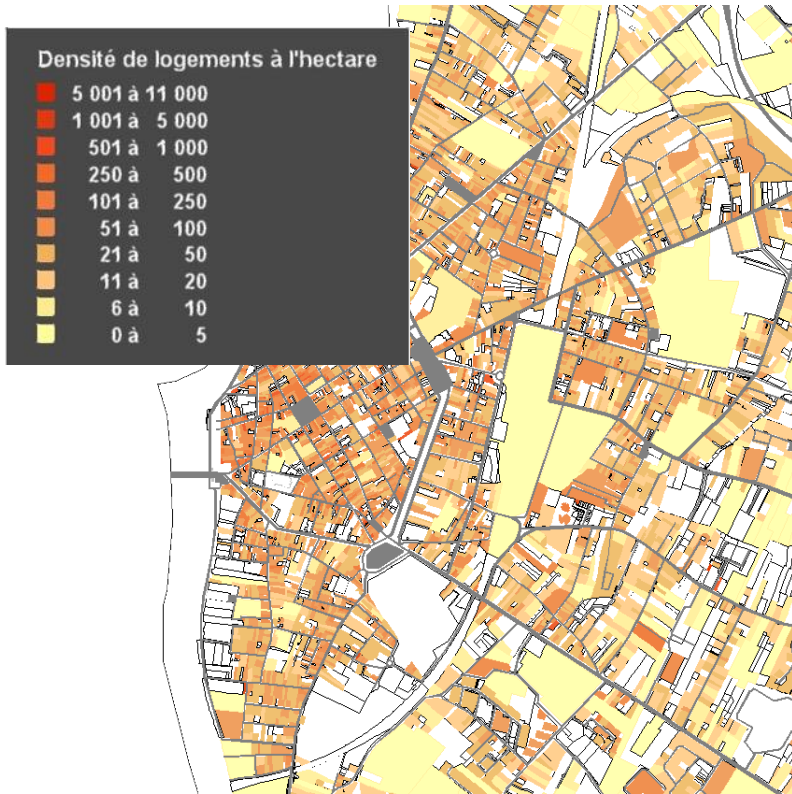 Densité de logements à l'hectare
5 001 à 11 000
1 001 à 5 000
501 à 1 000
250 à 500
101 à 250
51 à 100
21 à 50
11 à 20
6 à 10
0 à 5